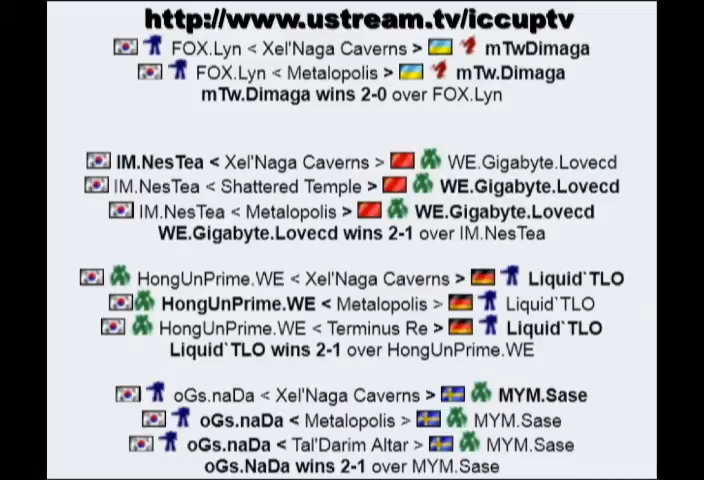 http://www.ustream.tv/iccuptv
FOX.Lyn < Xel'Naga Caverns > mTwDimaga
FOX.Lyn < Metalopolis > mTw.Dimaga
mTw.Dimaga wins 2-0 over FOX.Lyn
IM.NesTea < Xel'Naga Caverns > WE.Gigabyte.Lovecd
IM.NesTea < Shattered Temple > WE.Gigabyte.Lovecd
IM.NesTea < Metalopolis > WE.Gigabyte.Lovecd
WE.Gigabyte.Lovecd wins 2-1 over IM.NesTea
HongUnPrime.WE < Xel'Naga Caverns > Liquid`TLO
HongUnPrime.WE < Metalopolis > Liquid`TLO
HongUnPrime.WE < Terminus Re > Liquid`TLO
Liquid`TLO wins 2-1 over HongUnPrime.WE
oGs.naDa < Xel'Naga Caverns > MYM.Sase
oGs.naDa < Metalopolis > MYM.Sase
oGs.naDa < Tal'Darim Altar > MYM.Sase
oGs.NaDa wins 2-1 over MYM.Sase